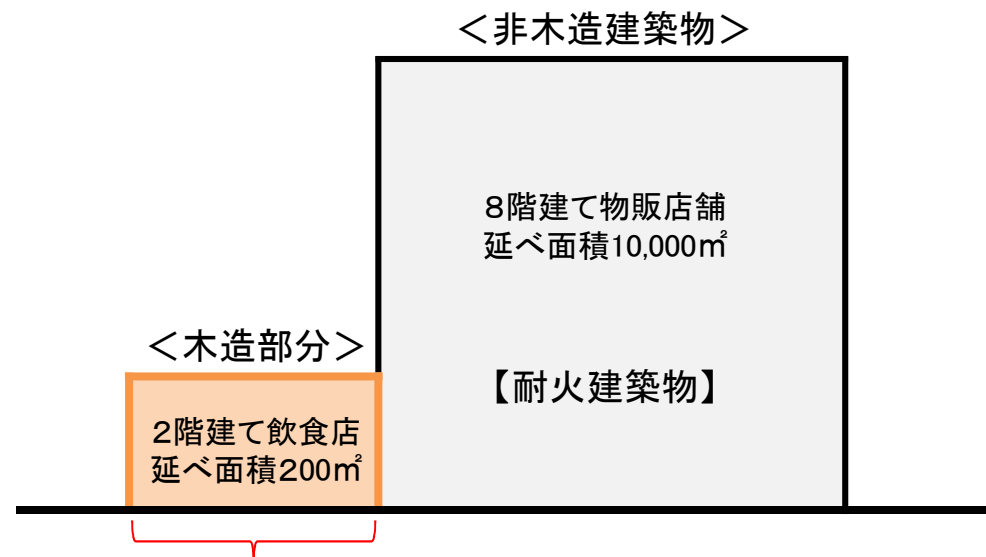 ＜非木造建築物＞
８階建て物販店舗
延べ面積10,000㎡
【耐火建築物】
＜木造部分＞
２階建て飲食店
延べ面積200㎡